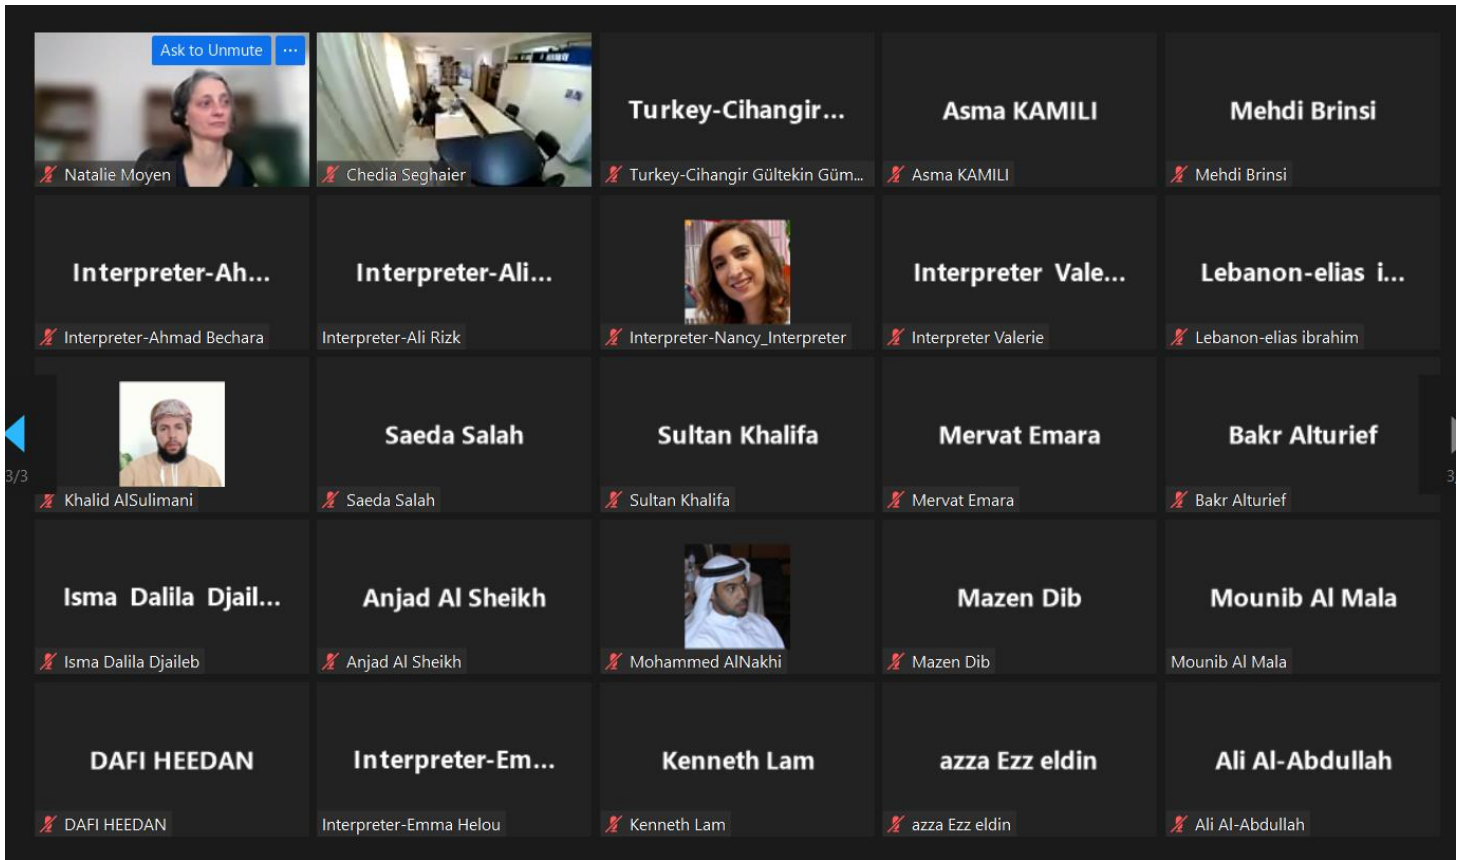 Ask to Unmute ...
Natalie Moyen
Chedia Seghaier
Turkey-Cihangir...
Turkey-Cihangir Gültekin Güm...
Asma KAMILI
Asma KAMILI
Mehdi Brinsi
Mehdi Brinsi
Interpreter-Ah...
Interpreter-Ahmad Bechara
Interpreter-Ali...
Interpreter-Ali Rizk
Interpreter-Nancy_Interpreter
Interpreter Vale...
Interpreter Valerie
Lebanon-elias i...
Lebanon-elias ibrahim
3/3
Khalid AlSulimani
Saeda Salah
Saeda Salah
Sultan Khalifa
Sultan Khalifa
Mervat Emara
Mervat Emara
Bakr Alturief
Bakr Alturief
Isma Dalila Djail...
Isma Dalila Djaileb
Anjad Al Sheikh
Anjad Al Sheikh
Mohammed AlNakhi
Mazen Dib
Mazen Dib
Mounib Al Mala
Mounib Al Mala
DAFI HEEDAN
DAFI HEEDAN
Interpreter-Em...
Interpreter-Emma Helou
Kenneth Lam
Kenneth Lam
azza Ezz eldin
azza Ezz eldin
Ali Al-Abdullah
Ali Al-Abdullah